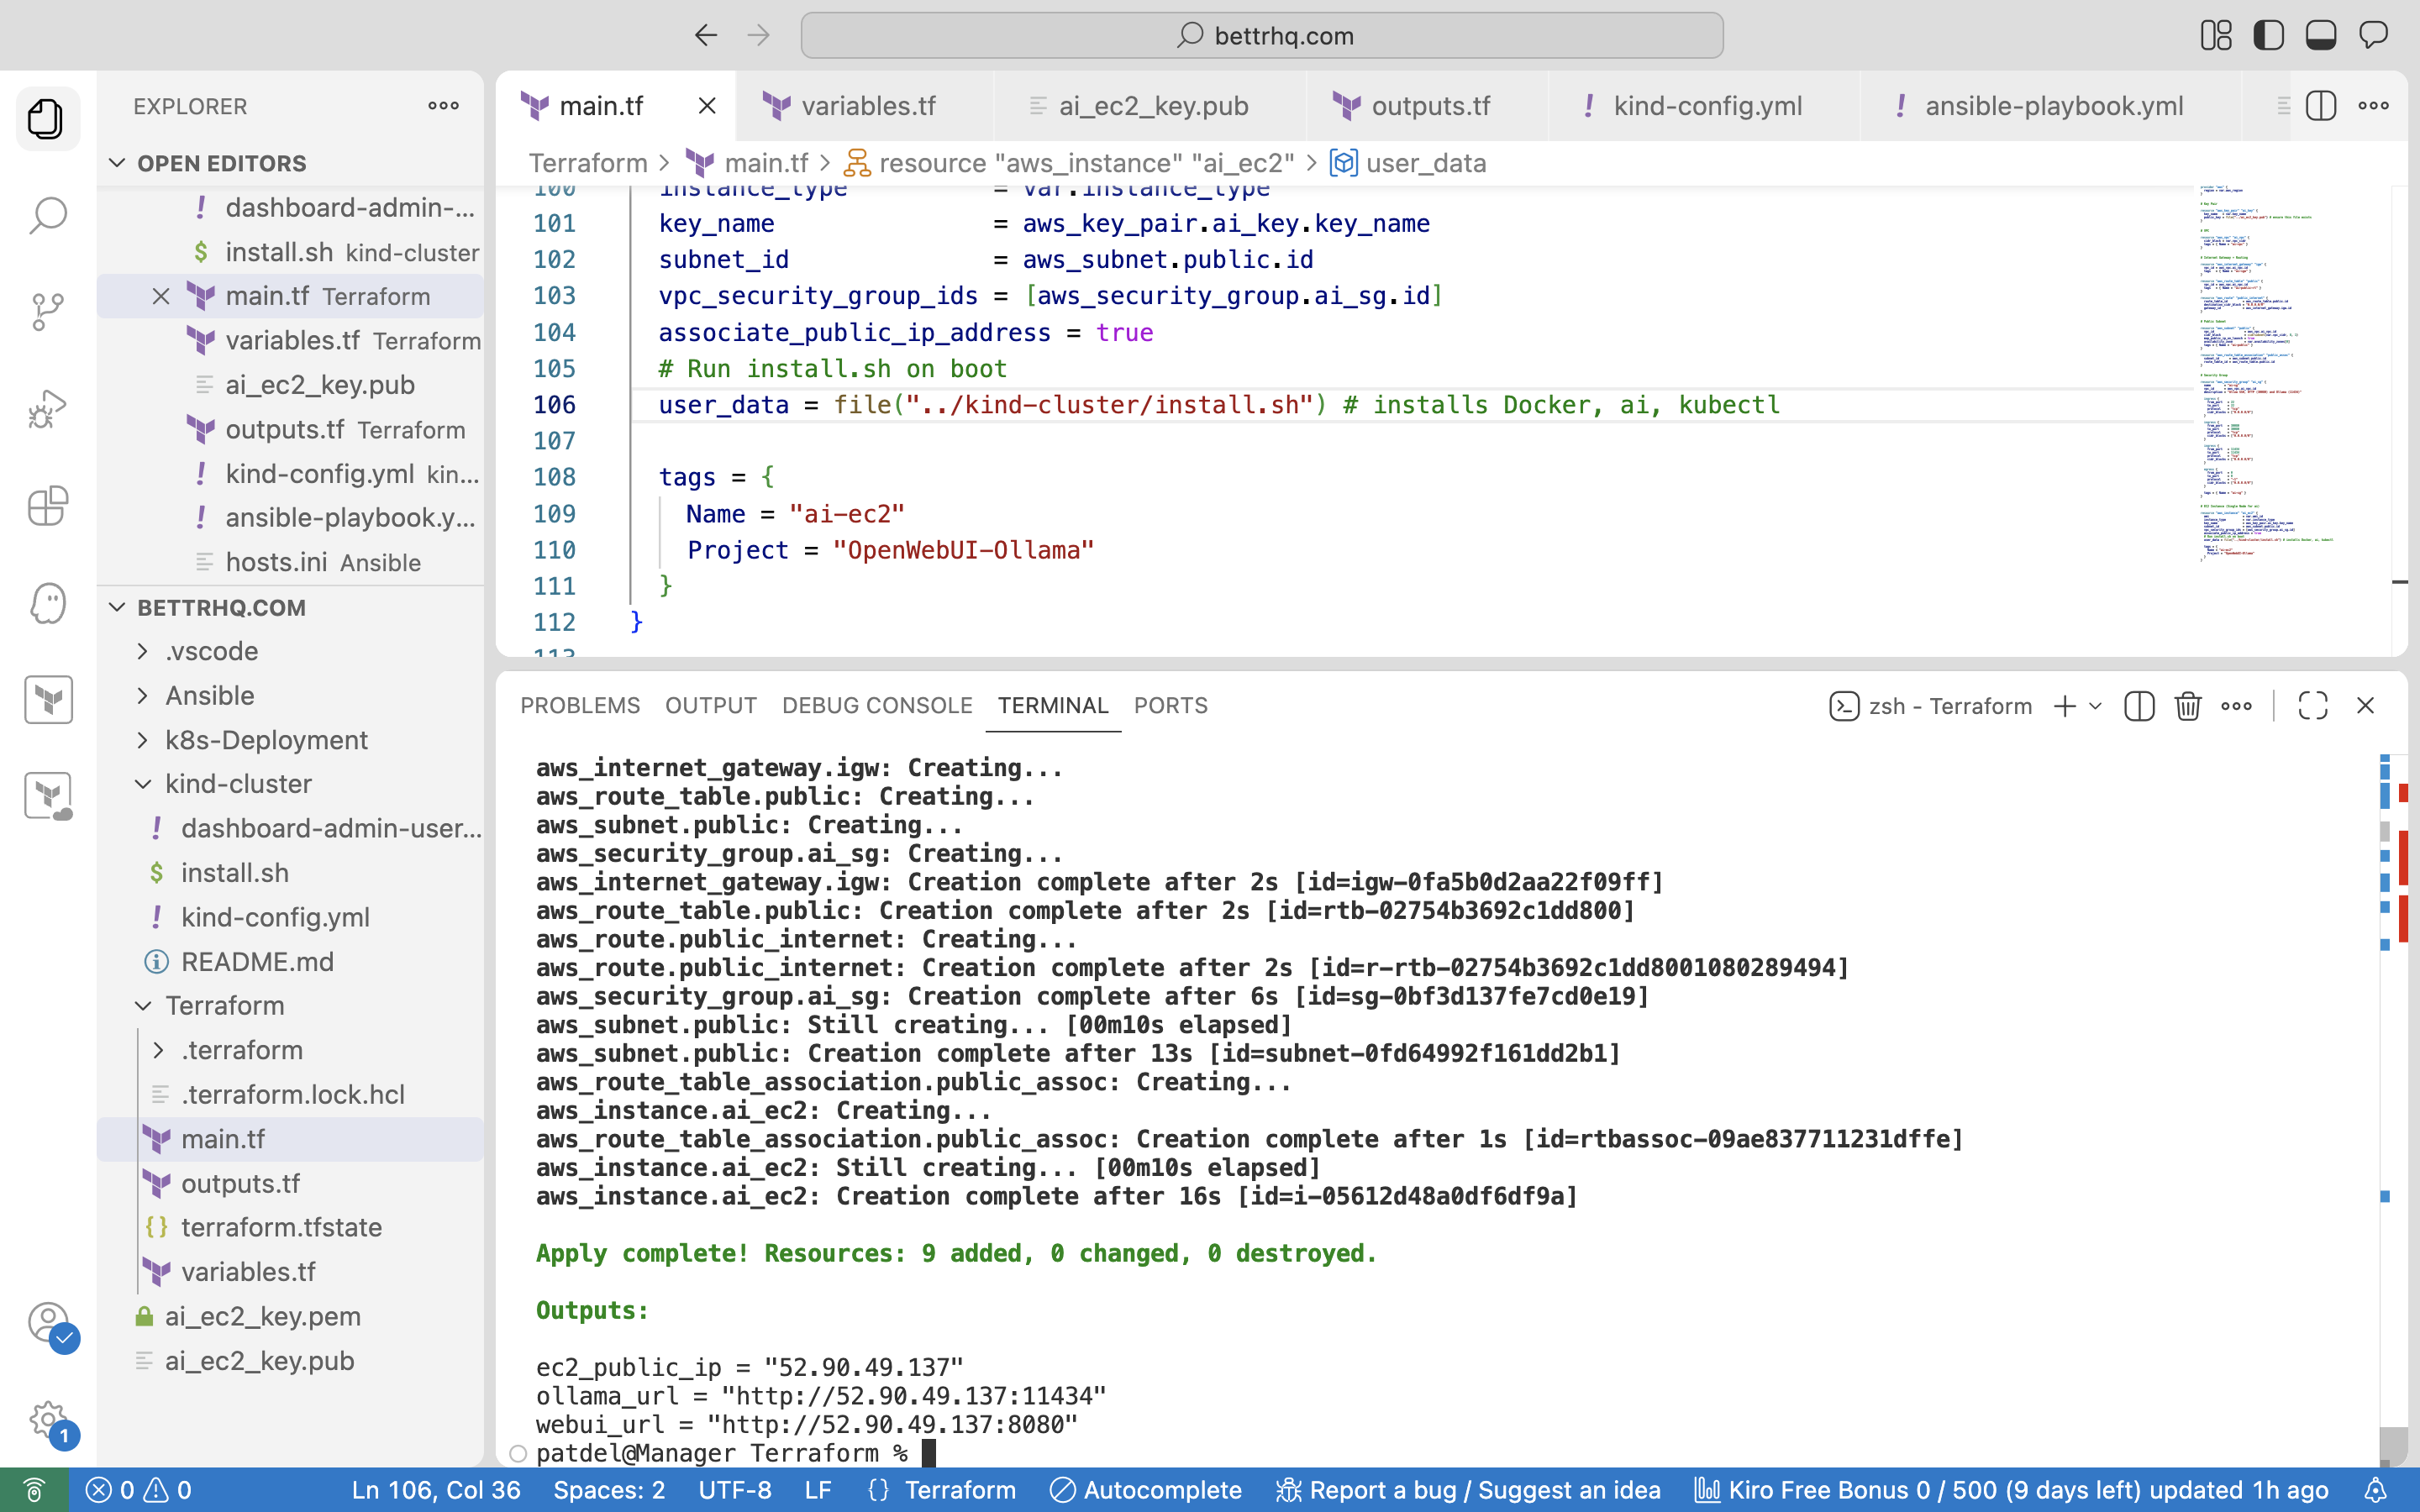 bettrhq.com
EXPLORER
OPEN EDITORS
dashboard-admin-...
install.sh kind-cluster
main.tf Terraform
variables.tf Terraform
ai_ec2_key.pub
outputs.tf Terraform
kind-config.yml kin...
ansible-playbook.y...
hosts.ini Ansible
BETTRHQ.COM
.vscode
Ansible
k8s-Deployment
kind-cluster
dashboard-admin-user...
install.sh
kind-config.yml
README.md
Terraform
.terraform
.terraform.lock.hcl
main.tf
outputs.tf
terraform.tfstate
variables.tf
ai_ec2_key.pem
ai_ec2_key.pub
1
main.tf variables.tf ai_ec2_key.pub outputs.tf kind-config.yml ansible-playbook.yml
Terraform > main.tf > resource "aws_instance" "ai_ec2" > user_data
100 instance_type = var.instance_type
101 key_name = aws_key_pair.ai_key.key_name
102 subnet_id = aws_subnet.public.id
103 vpc_security_group_ids = [aws_security_group.ai_sg.id]
104 associate_public_ip_address = true
105 # Run install.sh on boot
106 user_data = file("../kind-cluster/install.sh") # installs Docker, ai, kubectl
107
108 tags = {
109 Name = "ai-ec2"
110 Project = "OpenWebUI-Ollama"
111 }
112 }
113
PROBLEMS OUTPUT DEBUG CONSOLE TERMINAL PORTS
zsh - Terraform
aws_internet_gateway.igw: Creating...
aws_route_table.public: Creating...
aws_subnet.public: Creating...
aws_security_group.ai_sg: Creating...
aws_internet_gateway.igw: Creation complete after 2s [id=igw-0fa5b0d2aa22f09ff]
aws_route_table.public: Creation complete after 2s [id=rtb-02754b3692c1dd800]
aws_route.public_internet: Creating...
aws_route.public_internet: Creation complete after 2s [id=r-rtb-02754b3692c1dd8001080289494]
aws_security_group.ai_sg: Creation complete after 6s [id=sg-0bf3d137fe7cd0e19]
aws_subnet.public: Still creating... [00m10s elapsed]
aws_subnet.public: Creation complete after 13s [id=subnet-0fd64992f161dd2b1]
aws_route_table_association.public_assoc: Creating...
aws_instance.ai_ec2: Creating...
aws_route_table_association.public_assoc: Creation complete after 1s [id=rtbassoc-09ae837711231dffe]
aws_instance.ai_ec2: Still creating... [00m10s elapsed]
aws_instance.ai_ec2: Creation complete after 16s [id=i-05612d48a0df6df9a]
Apply complete! Resources: 9 added, 0 changed, 0 destroyed.
Outputs:
ec2_public_ip = "52.90.49.137"
ollama_url = "http://52.90.49.137:11434"
webui_url = "http://52.90.49.137:8080"
patdel@Manager Terraform %
0 0 Ln 106, Col 36 Spaces: 2 UTF-8 LF {} Terraform Autocomplete Report a bug / Suggest an idea Kiro Free Bonus 0 / 500 (9 days left) updated 1h ago